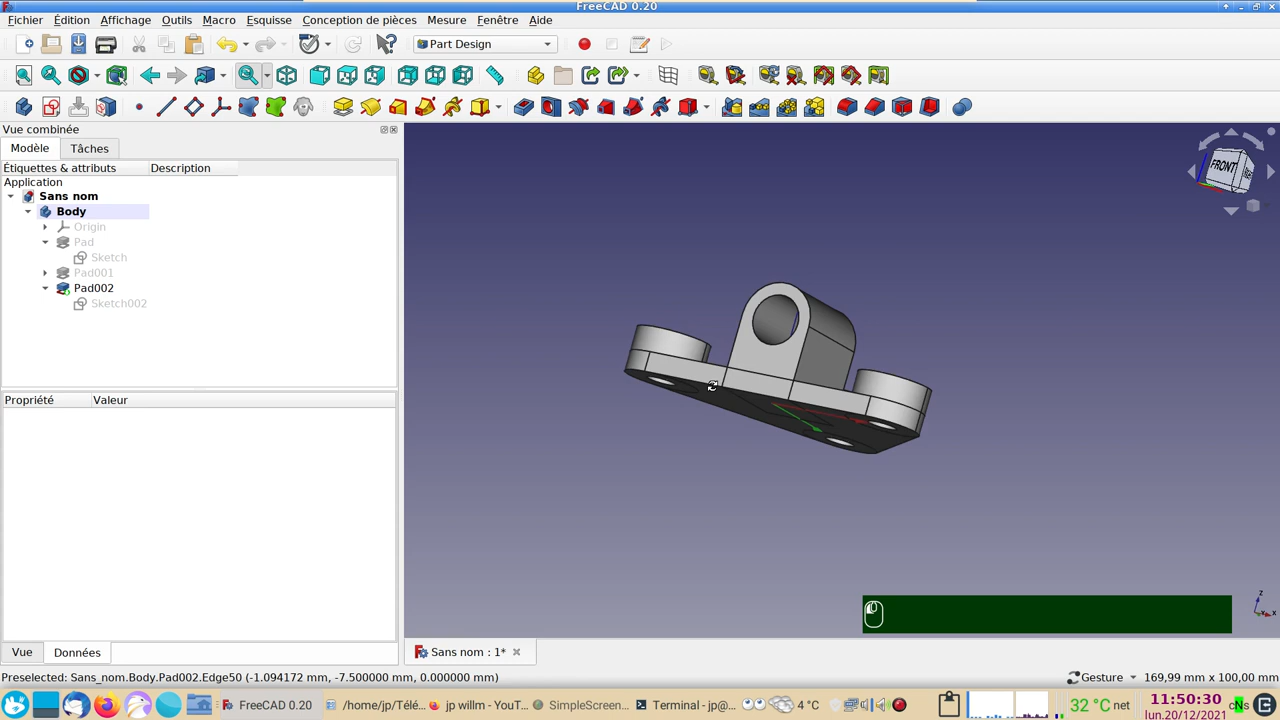 FreeCAD 0.20
Fichier Édition Affichage Outils Macro Esquisse Conception de pièces Mesure Fenêtre Aide
Part Design
Vue combinée
Modèle Tâches
Étiquettes & attributs Description
Application
Sans nom
Body
Origin
Pad
Sketch
Pad001
Pad002
Sketch002
Propriété Valeur
FRONT
Vue Données
Sans nom : 1*
Preselected: Sans_nom.Body.Pad002.Edge50 (-1.094172 mm, -7.500000 mm, 0.000000 mm)
Gesture 169,99 mm x 100,00 mm
FreeCAD 0.20 /home/jp/Télé... jp willm - YouT... SimpleScreen... Terminal - jp@... 4 °C 32 °C net 11:50:30
lun.20/12/2021